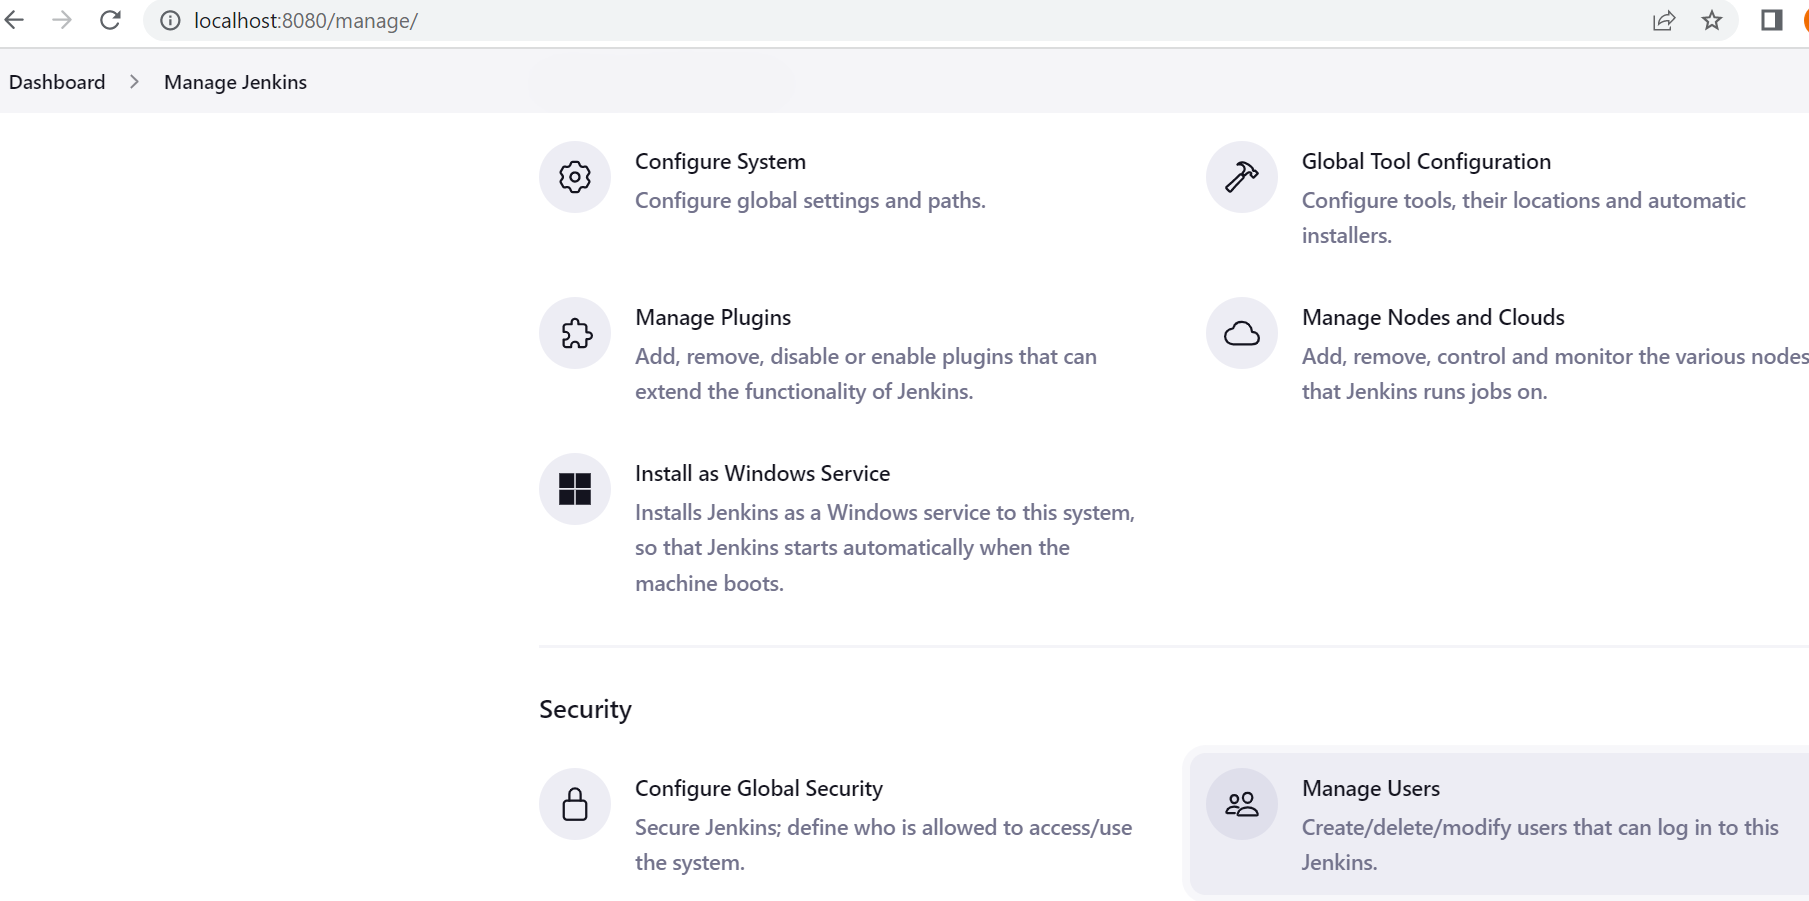 localhost:8080/manage/
Dashboard
Manage Jenkins
Configure System
Configure global settings and paths.
Global Tool Configuration
Configure tools, their locations and automatic
installers.
Manage Plugins
Add, remove, disable or enable plugins that can
extend the functionality of Jenkins.
Manage Nodes and Clouds
Add, remove, control and monitor the various nodes
that Jenkins runs jobs on.
Install as Windows Service
Installs Jenkins as a Windows service to this system,
so that Jenkins starts automatically when the
machine boots.
Security
Configure Global Security
Secure Jenkins; define who is allowed to access/use
the system.
Manage Users
Create/delete/modify users that can log in to this
Jenkins.